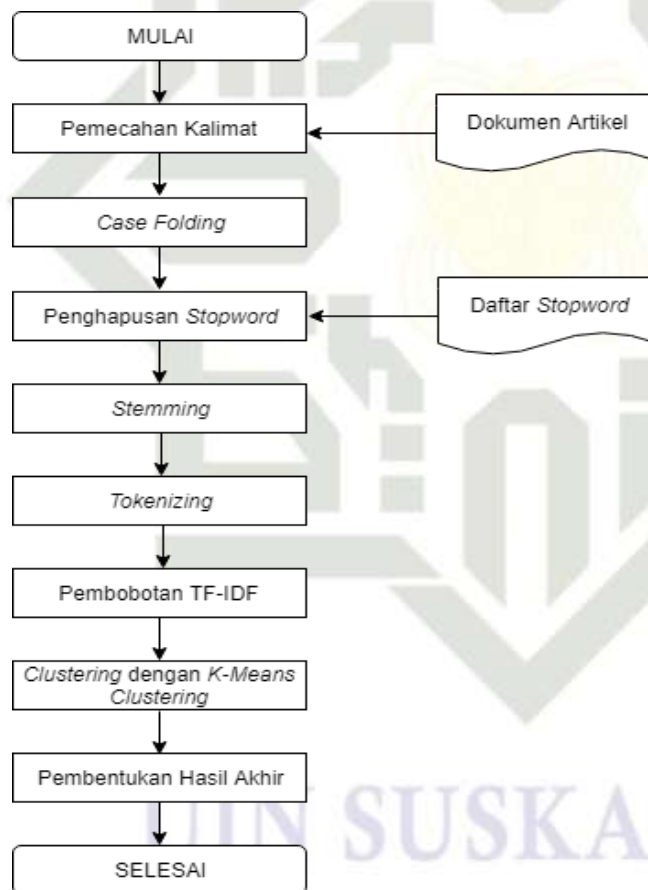 MULAI
Pemecahan Kalimat
Dokumen Artikel
Case Folding
Penghapusan Stopword
Daftar Stopword
Stemming
Tokenizing
Pembobotan TF-IDF
Clustering dengan K-Means
Clustering
Pembentukan Hasil Akhir
UIN SUSKA
SELESAI